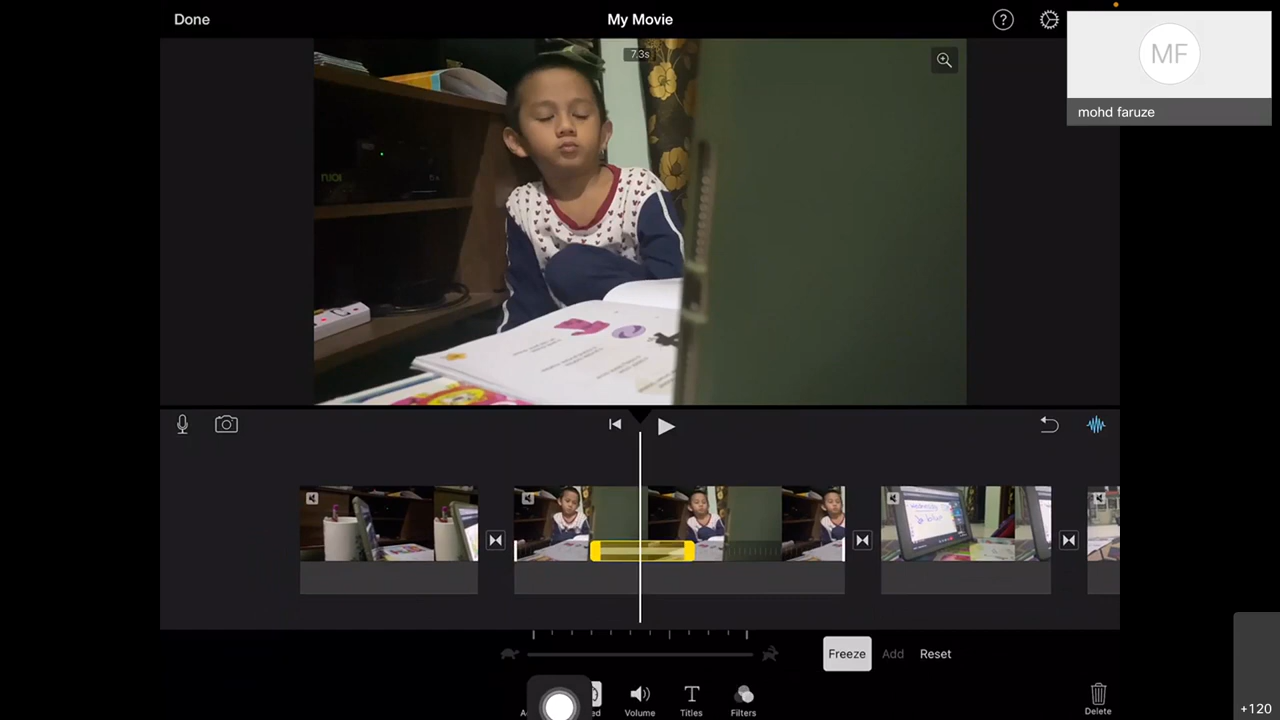 Done
My Movie
?
MF
7.3s
mohd faruze
Freeze
Add
Reset
Volume
Titles
Filters
Delete
+120